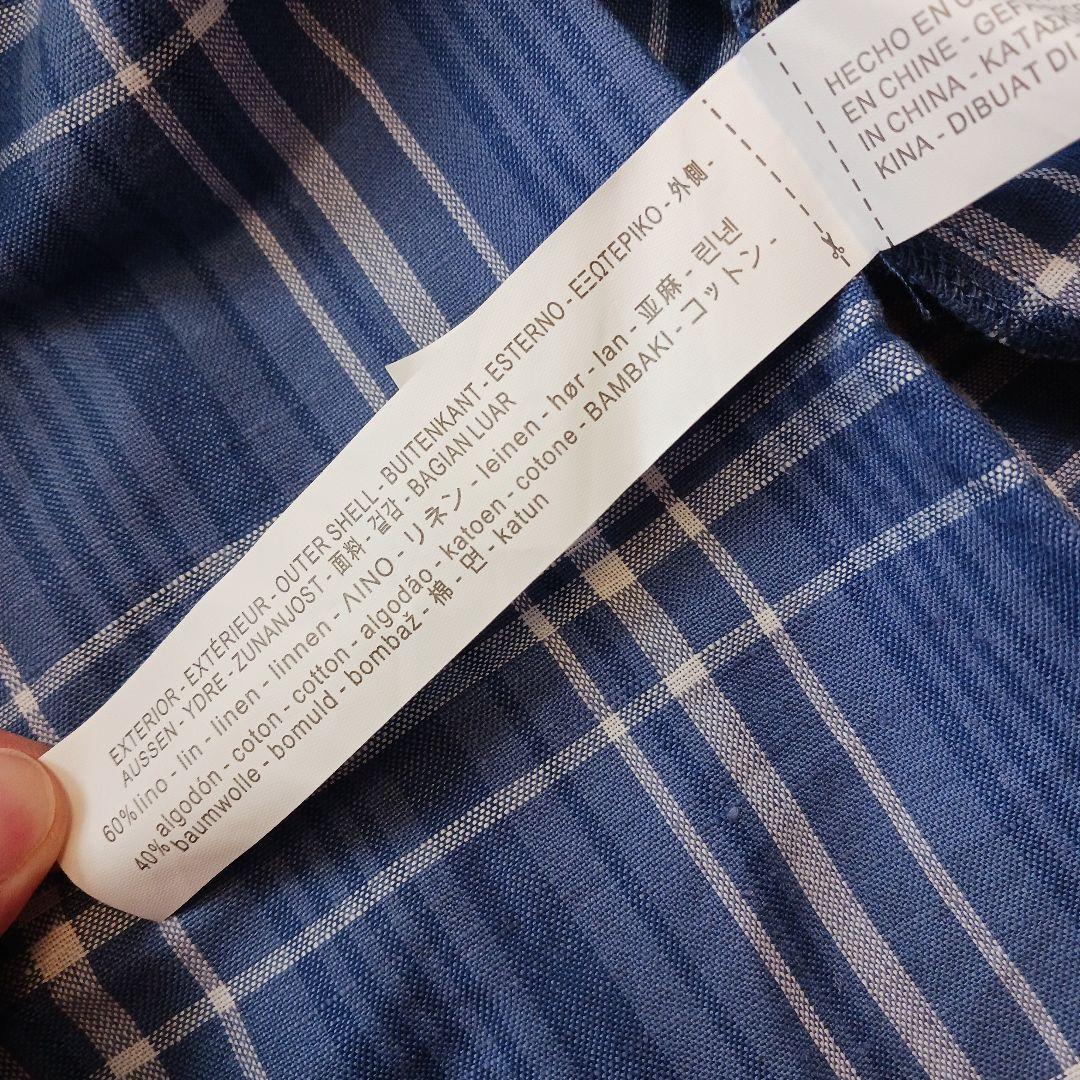 HECHO EN
EN CHINE - GEF
IN CHINA - ΚΑΤΑΣΚΕ
KINA - DIBUAT DI
EXTERIOR - EXTÉRIEUR - OUTER SHELL - BUITENKANT - ESTERNO - ΕΞΩΤΕΡΙΚΟ - 外側 -
AUSSEN - YDRE - ZUNANJOST - 面料 - 겉감 - BAGIAN LUAR
60% lino - lin - linen - linnen - ΛΙΝΟ - リネン - leinen - hør - lan - 亚麻 - 린넨
40% algodón - coton - cotton - algodão - katoen - cotone - ΒΑΜΒΑΚΙ - コットン -
baumwolle - bomuld - bombaž - 棉 - 면 - katun